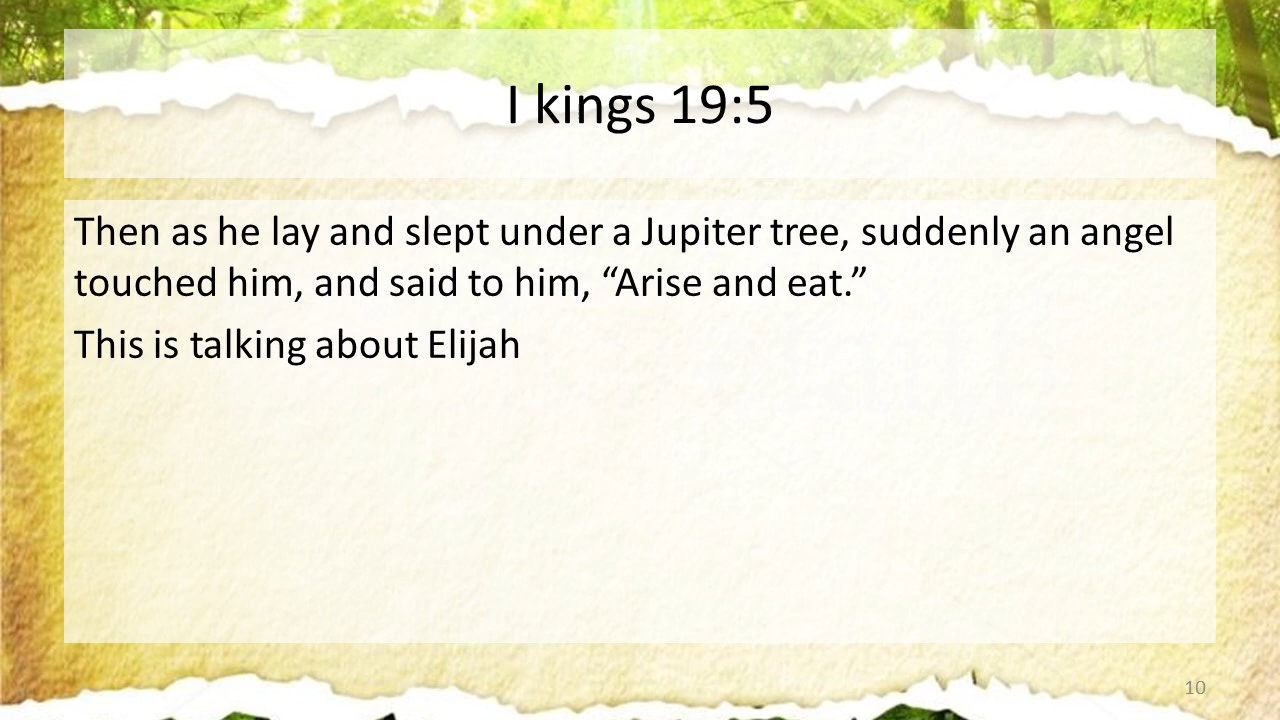 I kings 19:5
Then as he lay and slept under a Jupiter tree, suddenly an angel
touched him, and said to him, “Arise and eat.”
This is talking about Elijah
10